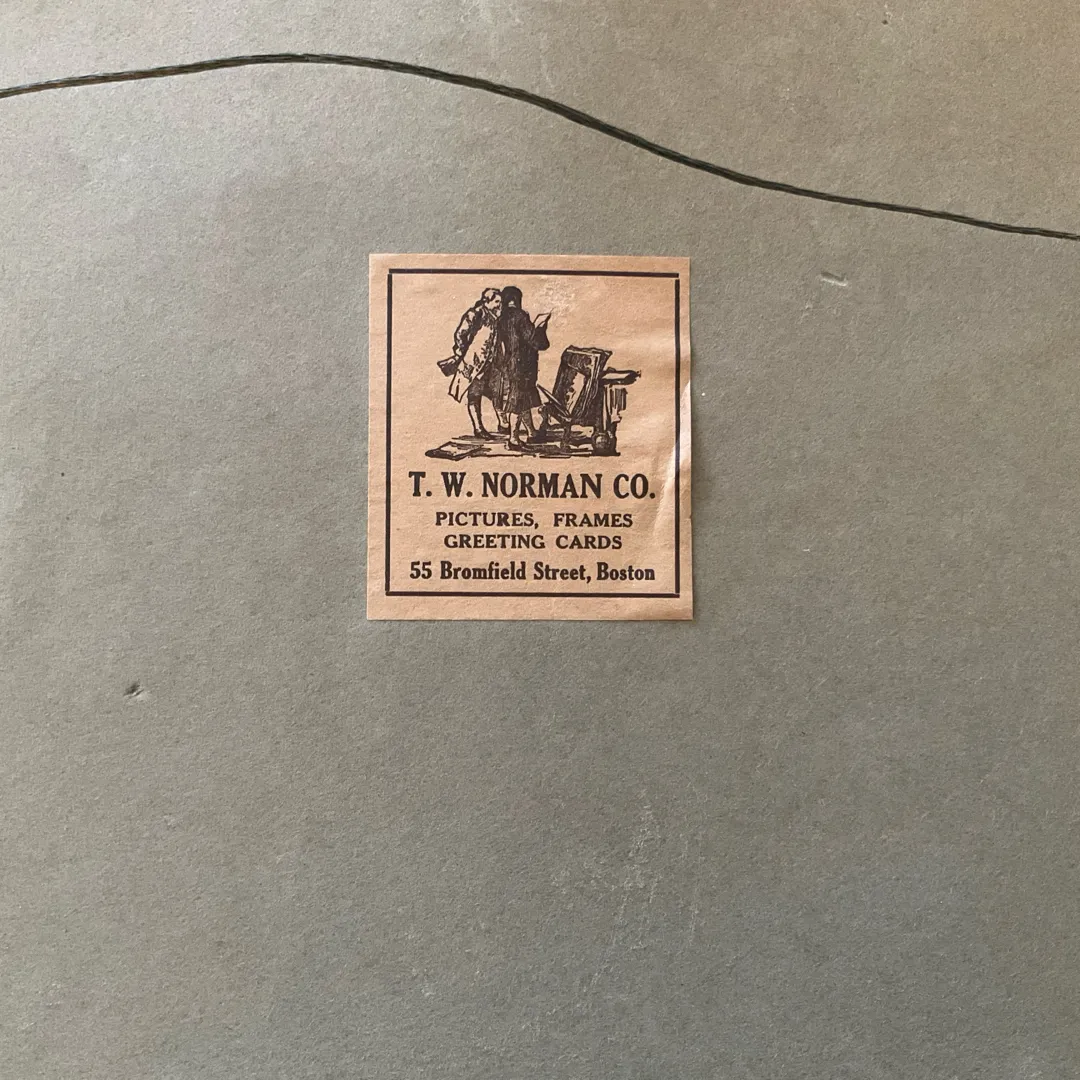 T. W. NORMAN CO.
PICTURES, FRAMES
GREETING CARDS
55 Bromfield Street, Boston